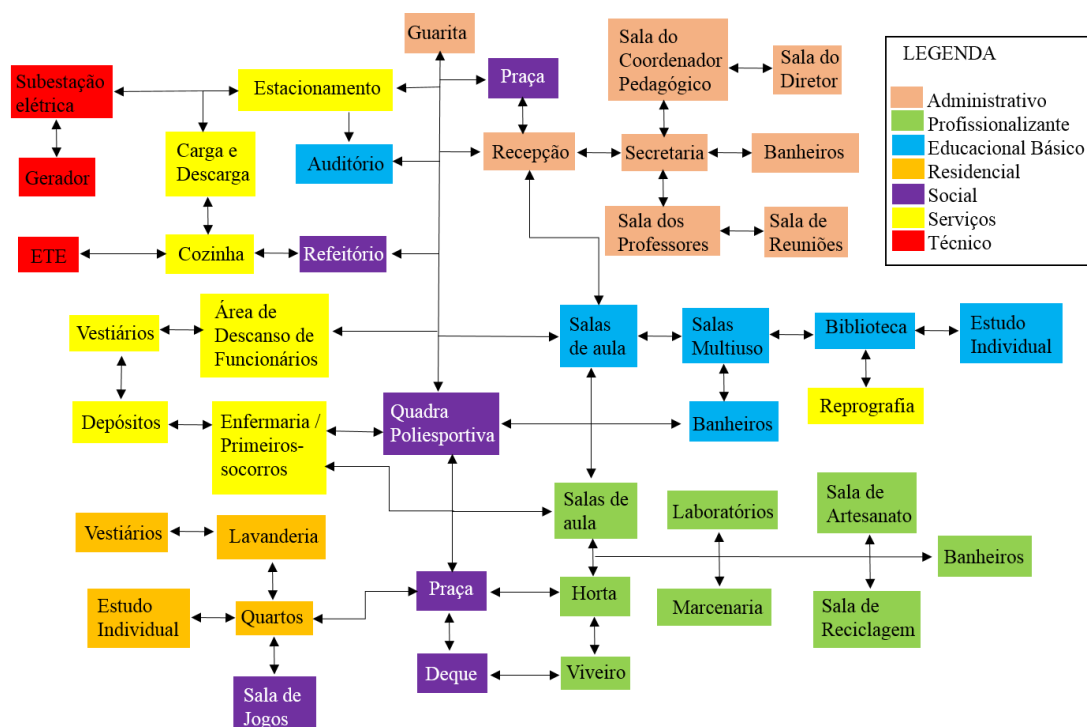 Guarita
Subestação
elétrica
Estacionamento
Praça
Sala do
Coordenador
Pedagógico
Sala do
Diretor
Gerador
Carga e
Descarga
Auditório
Recepção
Secretaria
Banheiros
ETE
Cozinha
Refeitório
Sala dos
Professores
Sala de
Reuniões
LEGENDA
Administrativo
Profissionalizante
Educacional Básico
Residencial
Social
Serviços
Técnico
Vestiários
Área de
Descanso de
Funcionários
Salas
de aula
Salas
Multiuso
Biblioteca
Estudo
Individual
Depósitos
Enfermaria /
Primeiros-
socorros
Quadra
Poliesportiva
Banheiros
Reprografia
Vestiários
Lavanderia
Salas de
aula
Laboratórios
Sala de
Artesanato
Banheiros
Estudo
Individual
Quartos
Praça
Horta
Marcenaria
Sala de
Reciclagem
Sala de
Jogos
Deque
Viveiro